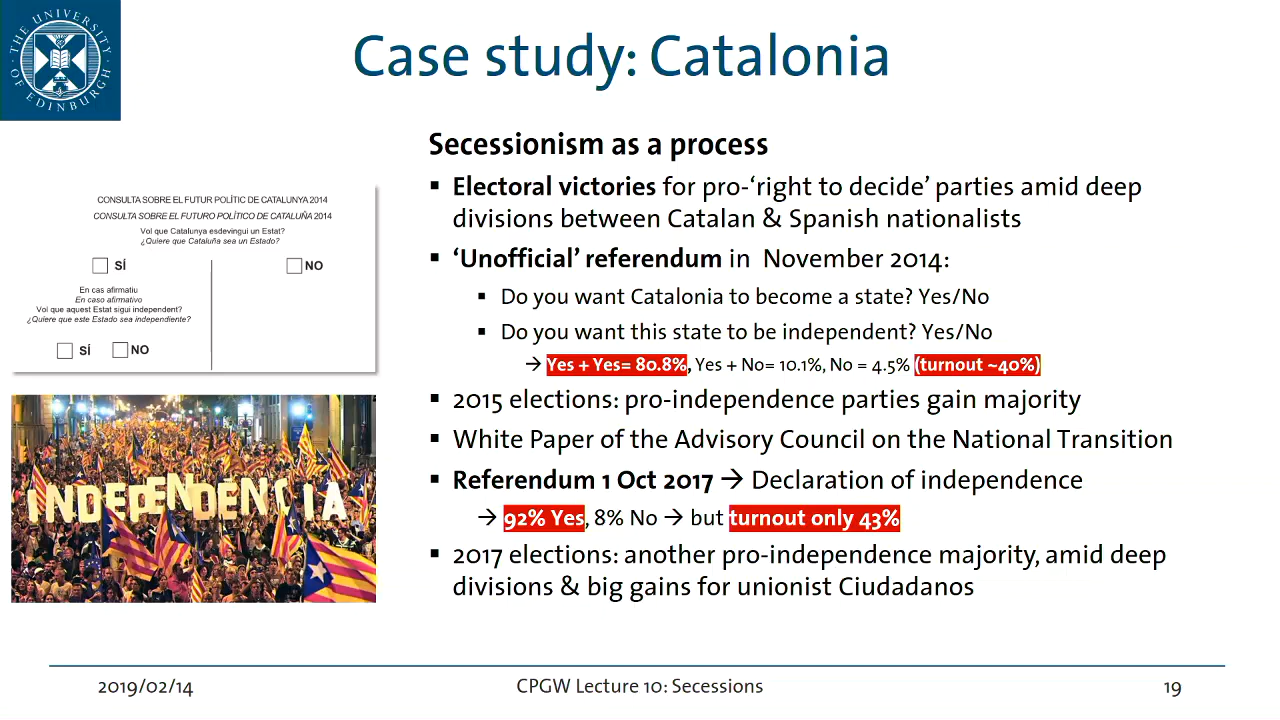 THE UNIVERSITY OF EDINBURGH
Case study: Catalonia
Secessionism as a process
▪ Electoral victories for pro-‘right to decide’ parties amid deep
divisions between Catalan & Spanish nationalists
▪ ‘Unofficial’ referendum in November 2014:
▪ Do you want Catalonia to become a state? Yes/No
▪ Do you want this state to be independent? Yes/No
→ Yes + Yes= 80.8%, Yes + No= 10.1%, No = 4.5% (turnout ~40%)
▪ 2015 elections: pro-independence parties gain majority
▪ White Paper of the Advisory Council on the National Transition
▪ Referendum 1 Oct 2017 → Declaration of independence
→ 92% Yes, 8% No → but turnout only 43%
▪ 2017 elections: another pro-independence majority, amid deep
divisions & big gains for unionist Ciudadanos
CONSULTA SOBRE EL FUTUR POLÍTIC DE CATALUNYA 2014
CONSULTA SOBRE EL FUTURO POLÍTICO DE CATALUÑA 2014
Vol que Catalunya esdevingui un Estat?
¿Quiere que Cataluña sea un Estado?
SÍ NO
En cas afirmatiu
En caso afirmativo
Vol que aquest Estat sigui independent?
¿Quiere que este Estado sea independiente?
SÍ NO
INDEPENDENCIA
2019/02/14 CPGW Lecture 10: Secessions 19